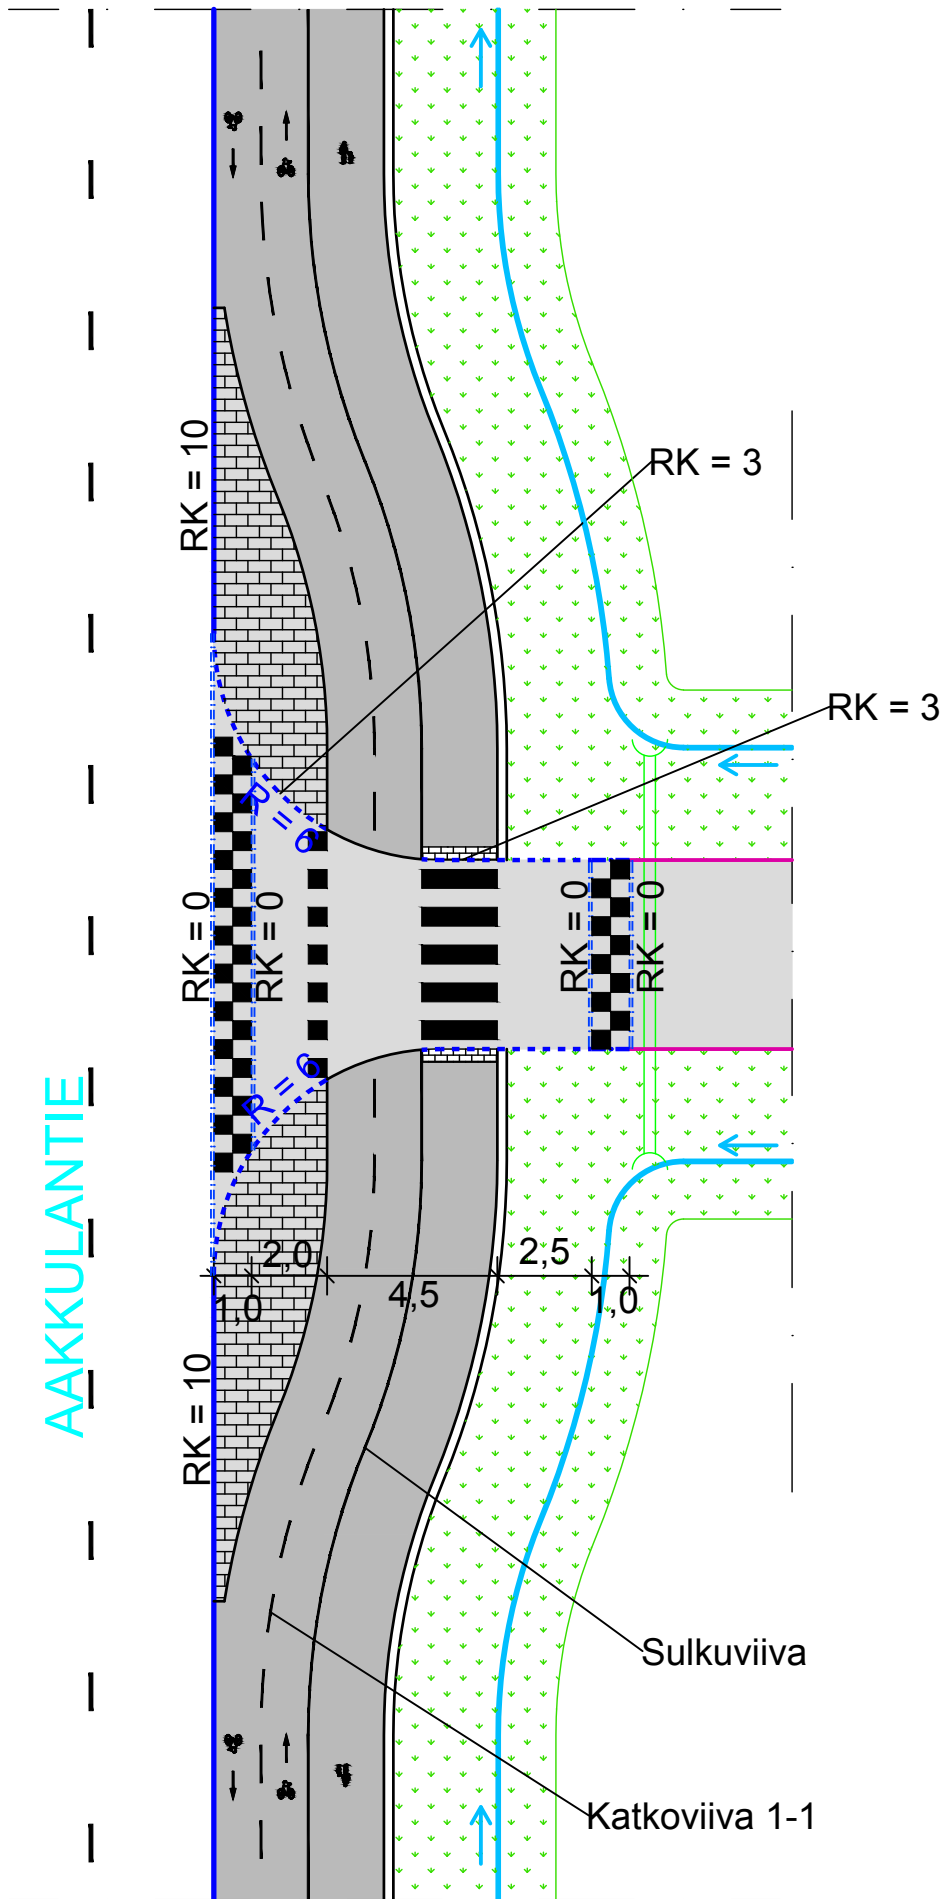 RK = 10
RK = 3
RK = 3
R = 6
RK = 0
RK = 0
RK = 0
RK = 0
R = 6
AAKKULANTIE
1,0
2,0
4,5
2,5
1,0
RK = 10
Sulkuviiva
Katkoviiva 1-1